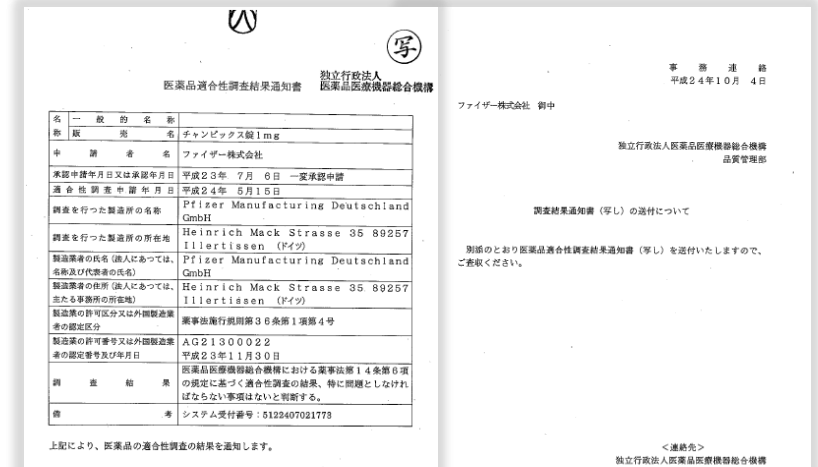 写
医薬品適合性調査結果通知書
独立行政法人
医薬品医療機器総合機構
名称 一般的名称
販売名 チャンピックス錠1mg
申請者名 ファイザー株式会社
承認申請年月日又は承認年月日 平成23年 7月 6日 一変承認申請
適合性調査申請年月日 平成24年 5月15日
調査を行つた製造所の名称 Pfizer Manufacturing Deutschland
GmbH
調査を行つた製造所の所在地 Heinrich Mack Strasse 35 89257
Illertissen (ドイツ)
製造業者の氏名(法人にあつては、 Pfizer Manufacturing Deutschland
名称及び代表者の氏名) GmbH
製造業者の住所(法人にあつては、 Heinrich Mack Strasse 35 89257
主たる事務所の所在地) Illertissen (ドイツ)
製造業の許可区分又は外国製造業
者の認定区分 薬事法施行規則第36条第1項第4号
製造業の許可番号又は外国製造業 AG21300022
者の認定番号及び年月日 平成23年11月30日
調査結果 医薬品医療機器総合機構における薬事法第14条第6項
の規定に基づく適合性調査の結果、特に問題としなけれ
ばならない事項はないと判断する。
備考 システム受付番号:5122407021773
上記により、医薬品の適合性調査の結果を通知します。
事務連絡
平成24年10月 4日
ファイザー株式会社 御中
独立行政法人医薬品医療機器総合機構
品質管理部
調査結果通知書(写し)の送付について
別添のとおり医薬品適合性調査結果通知書(写し)を送付いたしますので、
ご査収ください。
<連絡先>
独立行政法人医薬品医療機器総合機構